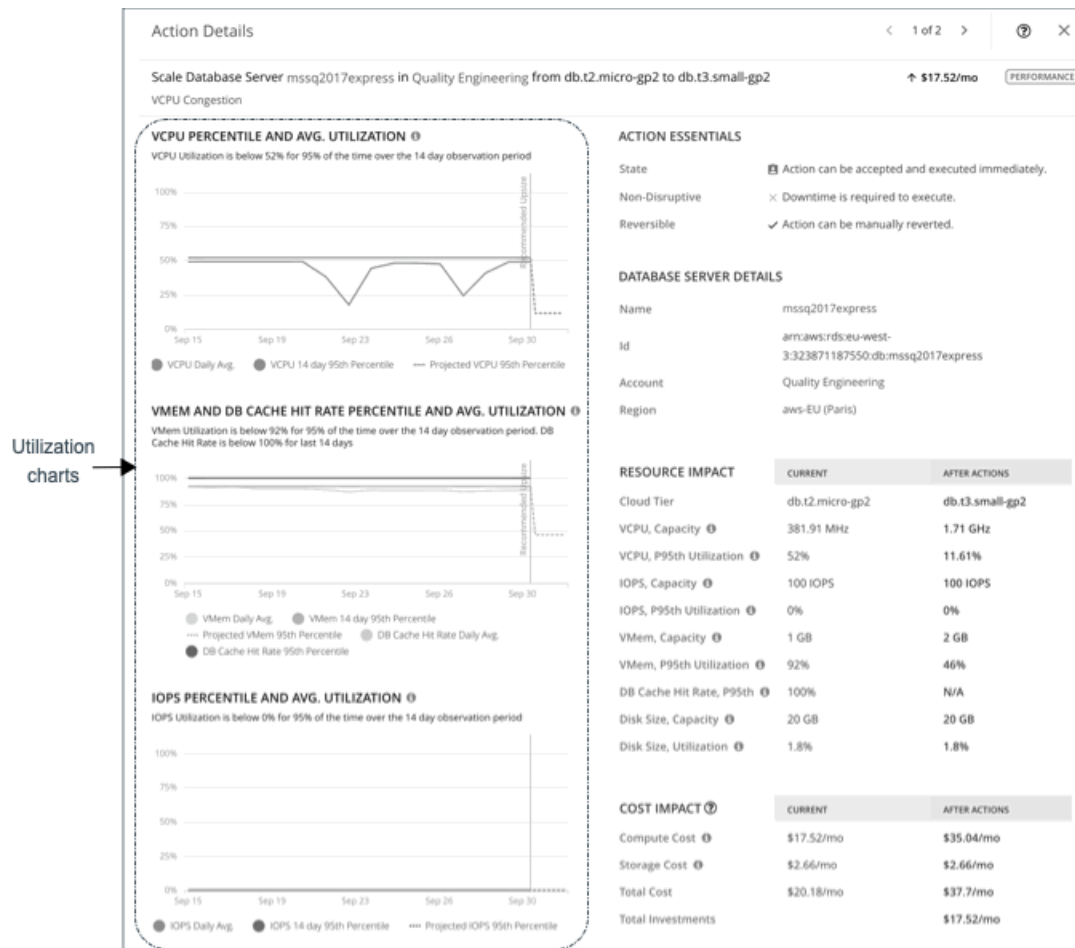 Action Details
1 of 2
Scale Database Server mssq2017express in Quality Engineering from db.t2.micro-gp2 to db.t3.small-gp2
↑ $17.52/mo
PERFORMANCE
VCPU Congestion
VCPU PERCENTILE AND AVG. UTILIZATION
VCPU Utilization is below 52% for 95% of the time over the 14 day observation period
100%
75%
50%
25%
0%
Recommended Upsize
Sep 15 Sep 19 Sep 23 Sep 26 Sep 30
VCPU Daily Avg. VCPU 14 day 95th Percentile Projected VCPU 95th Percentile
Utilization
charts
VMEM AND DB CACHE HIT RATE PERCENTILE AND AVG. UTILIZATION
VMem Utilization is below 92% for 95% of the time over the 14 day observation period. DB
Cache Hit Rate is below 100% for last 14 days
100%
75%
50%
25%
0%
Recommended Upsize
Sep 15 Sep 19 Sep 23 Sep 26 Sep 30
VMem Daily Avg. VMem 14 day 95th Percentile
Projected VMem 95th Percentile DB Cache Hit Rate Daily Avg.
DB Cache Hit Rate 95th Percentile
IOPS PERCENTILE AND AVG. UTILIZATION
IOPS Utilization is below 0% for 95% of the time over the 14 day observation period
100%
75%
50%
25%
0%
Sep 15 Sep 19 Sep 23 Sep 26 Sep 30
IOPS Daily Avg. IOPS 14 day 95th Percentile Projected IOPS 95th Percentile
ACTION ESSENTIALS
State Action can be accepted and executed immediately.
Non-Disruptive × Downtime is required to execute.
Reversible ✓ Action can be manually reverted.
DATABASE SERVER DETAILS
Name mssq2017express
Id arn:aws:rds:eu-west-
3:323871187550:db:mssq2017express
Account Quality Engineering
Region aws-EU (Paris)
RESOURCE IMPACT CURRENT AFTER ACTIONS
Cloud Tier db.t2.micro-gp2 db.t3.small-gp2
VCPU, Capacity 381.91 MHz 1.71 GHz
VCPU, P95th Utilization 52% 11.61%
IOPS, Capacity 100 IOPS 100 IOPS
IOPS, P95th Utilization 0% 0%
VMem, Capacity 1 GB 2 GB
VMem, P95th Utilization 92% 46%
DB Cache Hit Rate, P95th 100% N/A
Disk Size, Capacity 20 GB 20 GB
Disk Size, Utilization 1.8% 1.8%
COST IMPACT CURRENT AFTER ACTIONS
Compute Cost $17.52/mo $35.04/mo
Storage Cost $2.66/mo $2.66/mo
Total Cost $20.18/mo $37.7/mo
Total Investments $17.52/mo